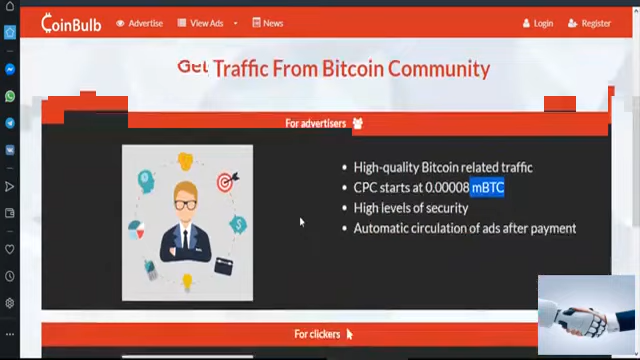 CoinBulb
Advertise
View Ads
News
Login
Register
Get Traffic From Bitcoin Community
For advertisers
High-quality Bitcoin related traffic
CPC starts at 0.00008 mBTC
High levels of security
Automatic circulation of ads after payment
For clickers